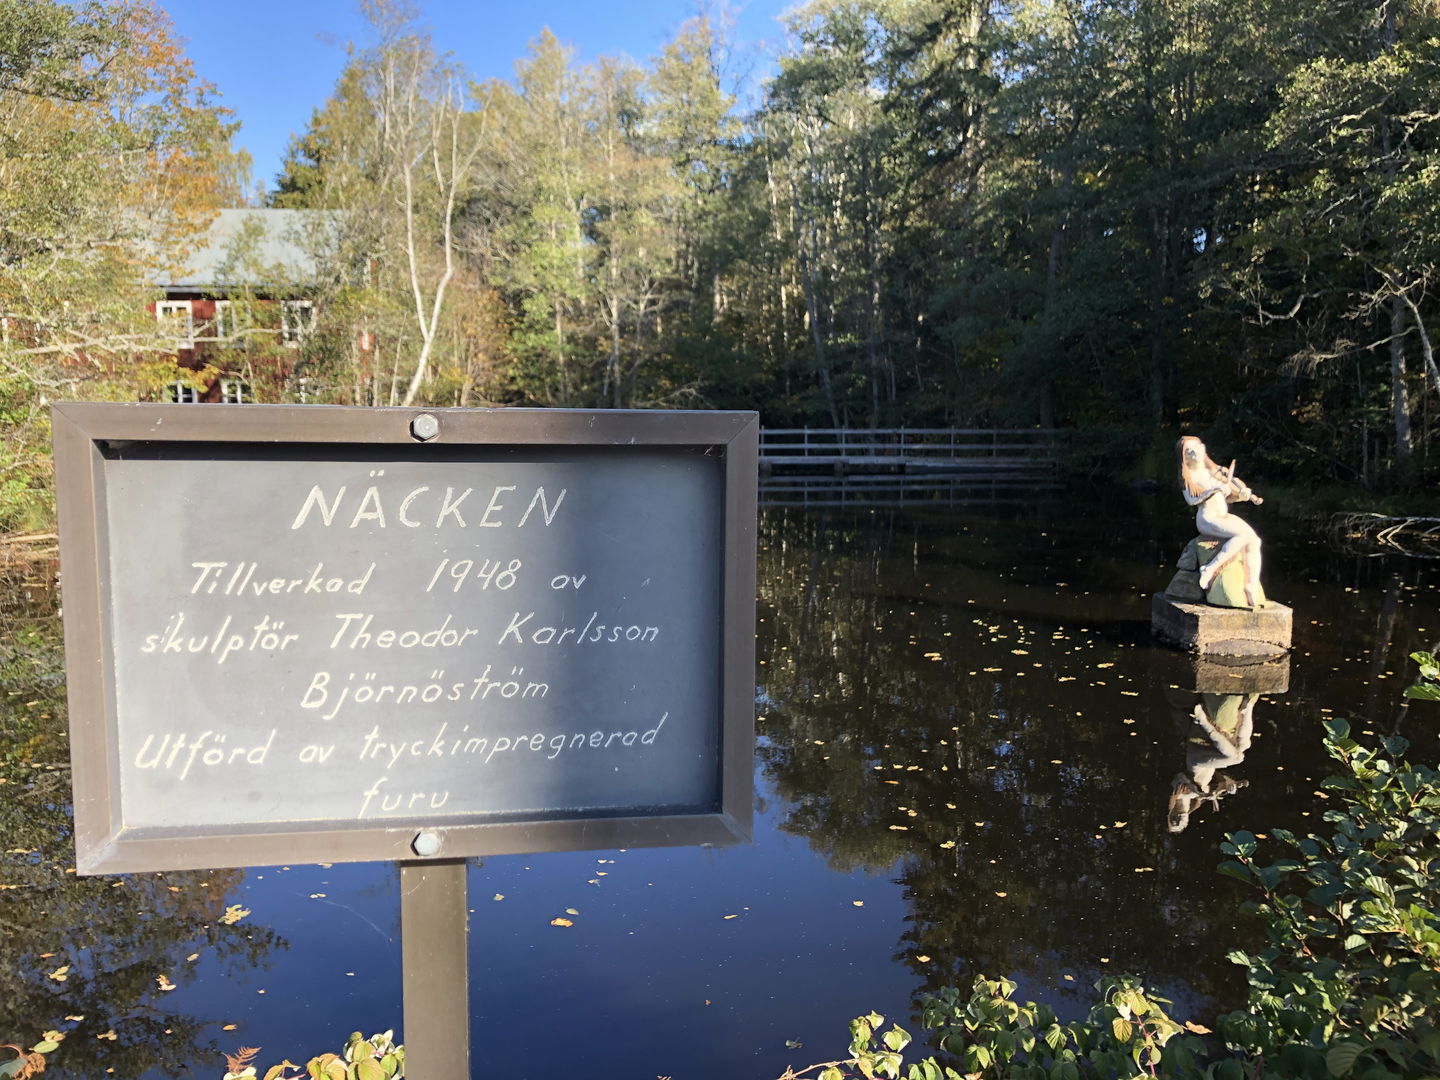 NÄCKEN
Tillverkad 1948 av
skulptör Theodor Karlsson
Björnöström
Utförd av tryckimpregnerad
furu